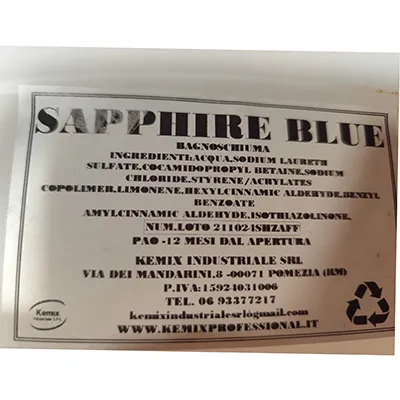 SAPPHIRE BLUE
BAGNOSCHIUMA
INGREDIENTI:ACQUA,SODIUM LAURETH
SULFATE,COCAMIDOPROPYL BETAINE,SODIUM
CHLORIDE,STYRENE/ACRYLATES
COPOLIMER,LIMONENE,HEXYLCINNAMIC ALDEHYDE,BENZYL
BENZOATE
AMYLCINNAMIC ALDEHYDE,ISOTHIAZOLINONE.
NUM.LOTO 21102-ISHZAFF
PAO -12 MESI DAL APERTURA
KEMIX INDUSTRIALE SRL
VIA DEI MANDARINI,8 -00071 POMEZIA (RM)
P.IVA:15924031006
TEL. 06 93377217
kemixindustrialesrl@gmail.com
WWW.KEMIXPROFESSIONAL.IT
Kemix